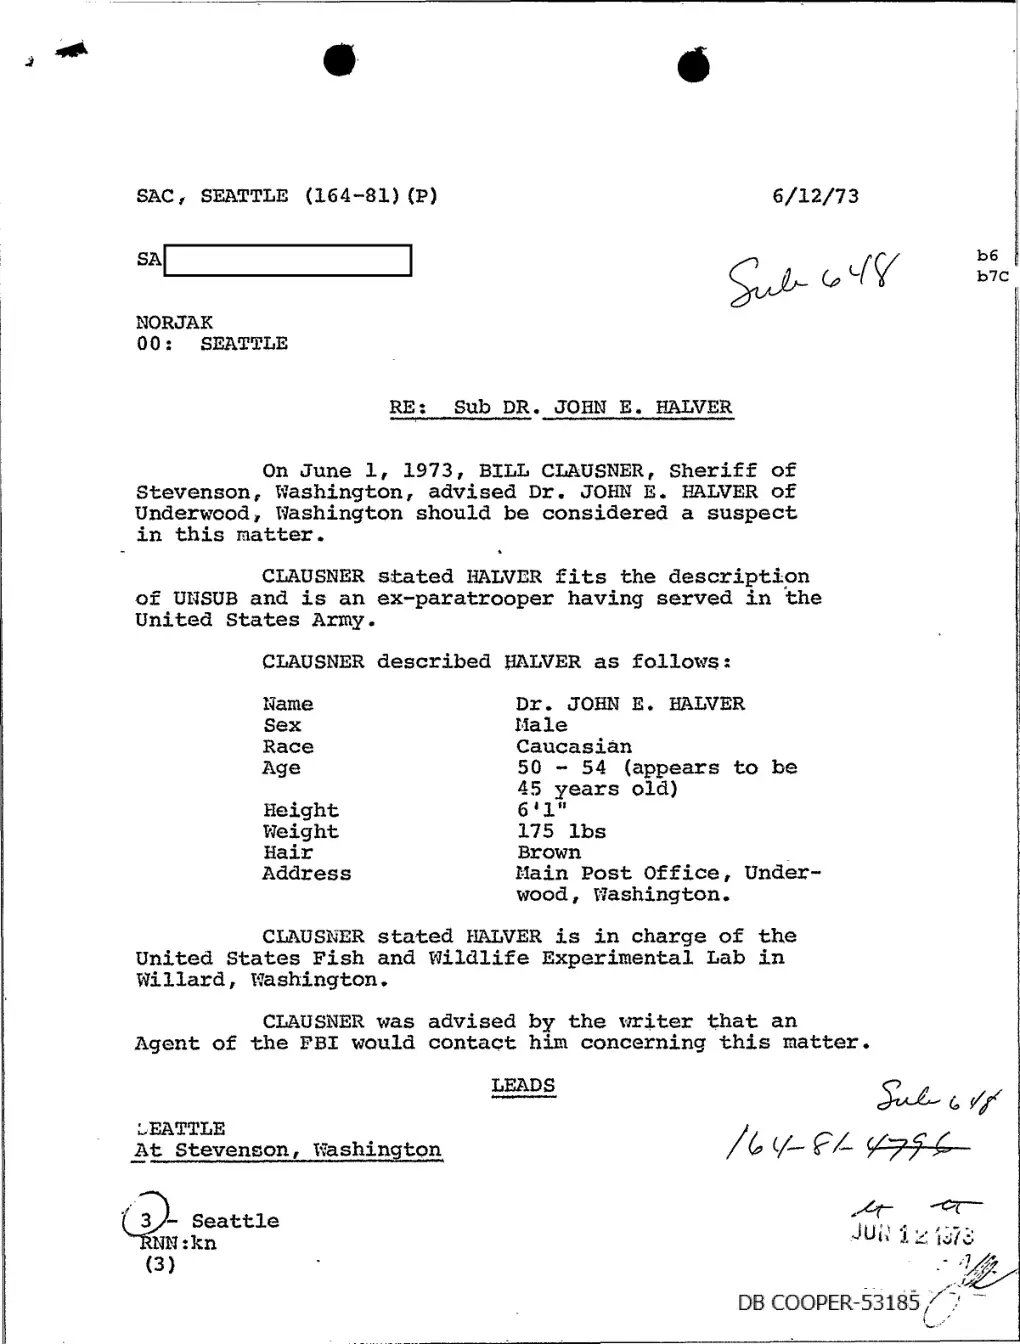 SAC, SEATTLE (164-81) (P) 6/12/73
SA
Sub 648
b6
b7C
NORJAK
OO: SEATTLE
RE: Sub DR. JOHN E. HALVER
On June 1, 1973, BILL CLAUSNER, Sheriff of
Stevenson, Washington, advised Dr. JOHN E. HALVER of
Underwood, Washington should be considered a suspect
in this matter.
CLAUSNER stated HALVER fits the description
of UNSUB and is an ex-paratrooper having served in the
United States Army.
CLAUSNER described HALVER as follows:
Name Dr. JOHN E. HALVER
Sex Male
Race Caucasian
Age 50 - 54 (appears to be
45 years old)
Height 6'1"
Weight 175 lbs
Hair Brown
Address Main Post Office, Under-
wood, Washington.
CLAUSNER stated HALVER is in charge of the
United States Fish and Wildlife Experimental Lab in
Willard, Washington.
CLAUSNER was advised by the writer that an
Agent of the FBI would contact him concerning this matter.
LEADS
Sub 648
SEATTLE
At Stevenson, Washington
164-81-4796
3 - Seattle
RNN:kn
(3)
JUN 12 1973
DB COOPER-53185